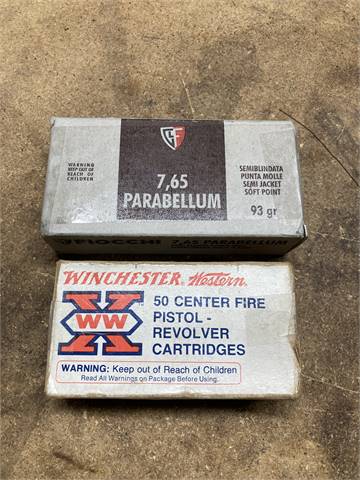 GF
WARNING
KEEP OUT OF
REACH OF
CHILDREN
7,65
PARABELLUM
SEMIBLINDATA
PUNTA MOLLE
SEMI JACKET
SOFT POINT
93 gr
FIOCCHI 7,65 PARABELLUM
WINCHESTER Western
X
WW
50 CENTER FIRE
PISTOL -
REVOLVER
CARTRIDGES
WARNING: Keep out of Reach of Children
Read All Warnings on Package Before Using.